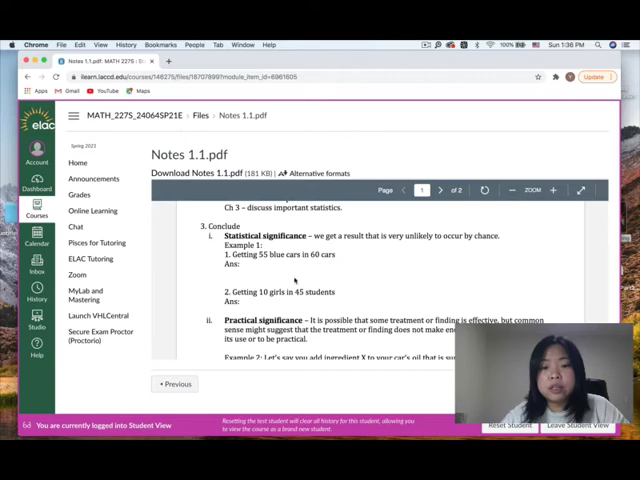 Chrome File Edit View History Bookmarks People Tab Window Help 100% Sun 1:36 PM
Notes 1.1.pdf: MATH 2275 : S
ilearn.laccd.edu/courses/146275/files/18707899?module_item_id=6961605
Update
Apps Gmail YouTube Maps
elac
Account
Dashboard
Courses
Calendar
Inbox
History
Studio
Help
MATH_2275_24064SP21E › Files › Notes 1.1.pdf
Spring 2021
Home
Announcements
Grades
Online Learning
Chat
Pisces for Tutoring
ELAC Tutoring
Zoom
MyLab and
Mastering
Launch VHLCentral
Secure Exam Proctor
(Proctorio)
Notes 1.1.pdf
Download Notes 1.1.pdf (181 KB) Alternative formats
Page 1 of 2 ZOOM
Ch 3 – discuss important statistics.
3. Conclude
i. Statistical significance – we get a result that is very unlikely to occur by chance.
Example 1:
1. Getting 55 blue cars in 60 cars
Ans:
2. Getting 10 girls in 45 students
Ans:
ii. Practical significance – It is possible that some treatment or finding is effective, but common
sense might suggest that the treatment or finding does not make en
its use or to be practical.
Example 2: Let's say you add ingredient X to your car's oil that is su
◂ Previous
You are currently logged into Student View
Resetting the test student will clear all history for this student, allowing
you to view the course as a brand new student.
Reset Student
Leave Student View